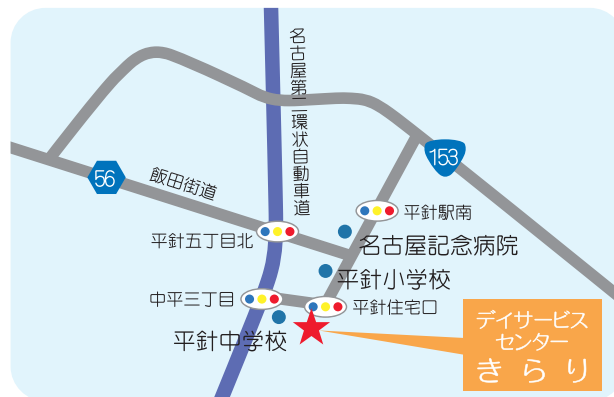 名古屋第二環状自動車道
153
56
飯田街道
平針駅南
平針五丁目北
名古屋記念病院
平針小学校
中平三丁目
平針住宅口
平針中学校
デイサービス
センター
きらり